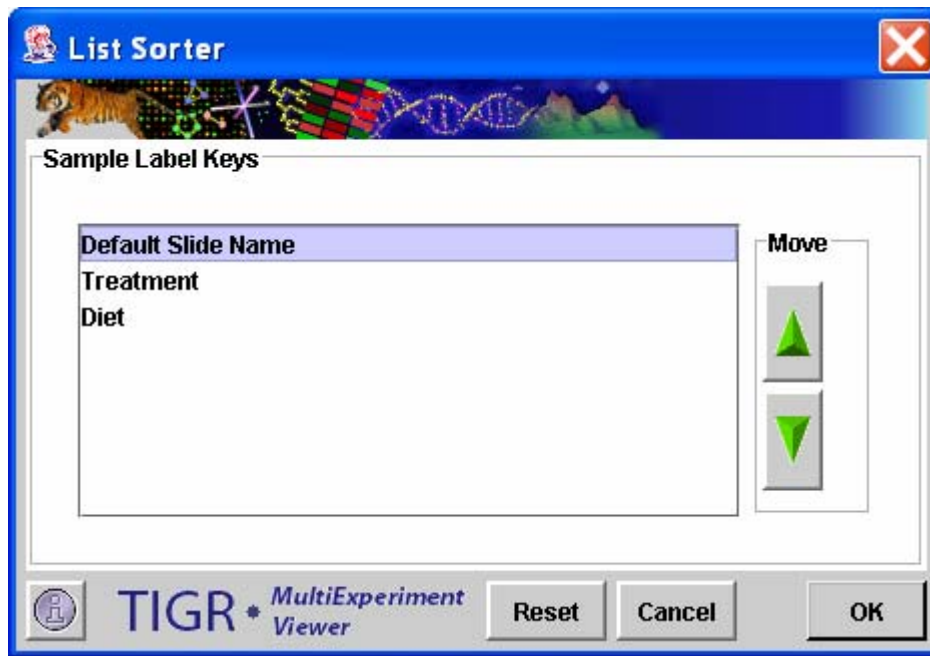 List Sorter
Sample Label Keys
Default Slide Name
Treatment
Diet
Move
TIGR * MultiExperiment
Viewer
Reset
Cancel
OK